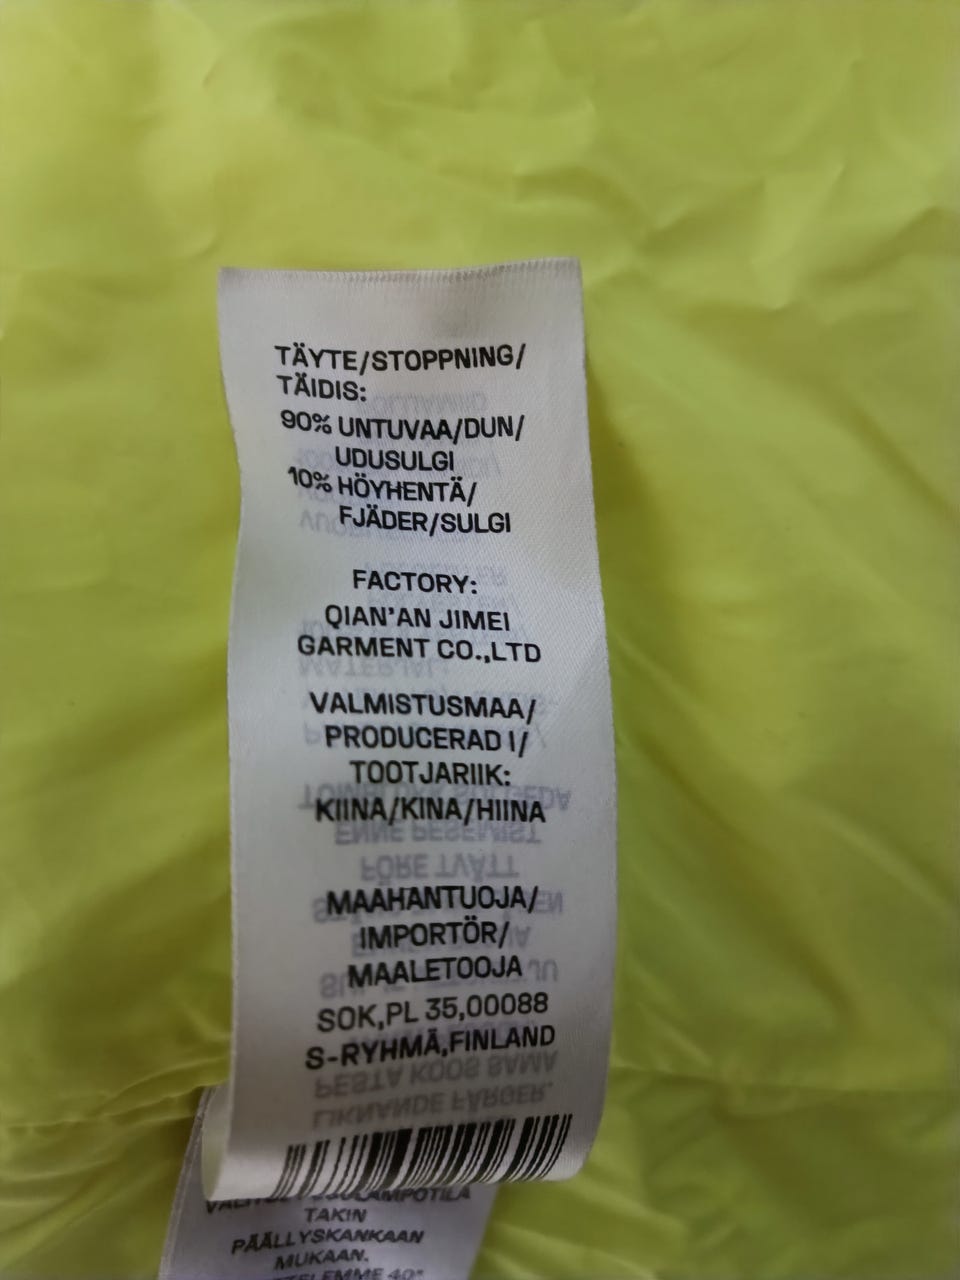 TÄYTE/STOPPNING/
TÄIDIS:
90% UNTUVAA/DUN/
UDUSULGI
10% HÖYHENTÄ/
FJÄDER/SULGI
FACTORY:
QIAN'AN JIMEI
GARMENT CO.,LTD
VALMISTUSMAA/
PRODUCERAD I/
TOOTJARIIK:
KIINA/KINA/HIINA
MAAHANTUOJA/
IMPORTÖR/
MAALETOOJA
SOK,PL 35,00088
S-RYHMÄ,FINLAND
TAKIN
PÄÄLLYSKANKAAN
MUKAAN.
40°